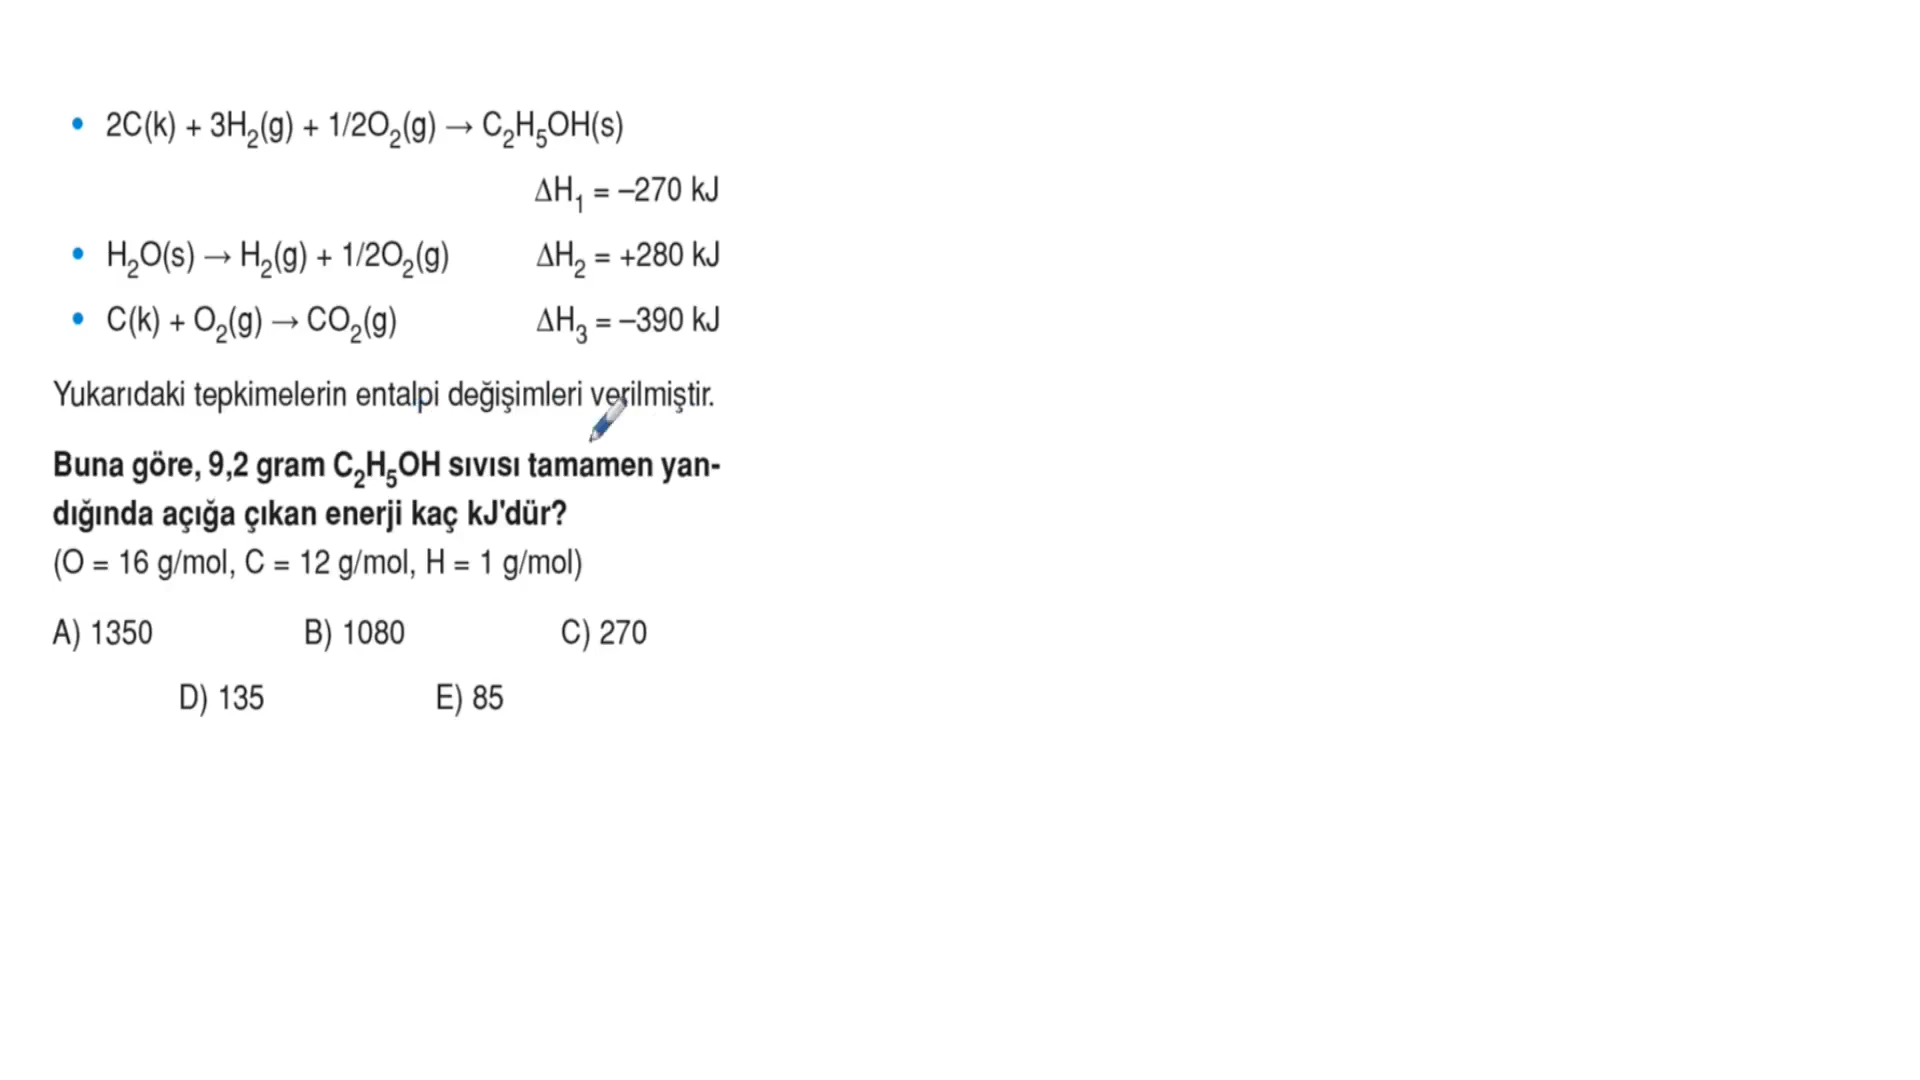 • 2C(k) + 3H₂(g) + 1/2O₂(g) → C₂H₅OH(s)
ΔH₁ = –270 kJ
• H₂O(s) → H₂(g) + 1/2O₂(g) ΔH₂ = +280 kJ
• C(k) + O₂(g) → CO₂(g) ΔH₃ = –390 kJ
Yukarıdaki tepkimelerin entalpi değişimleri verilmiştir.
Buna göre, 9,2 gram C₂H₅OH sıvısı tamamen yan-
dığında açığa çıkan enerji kaç kJ'dür?
(O = 16 g/mol, C = 12 g/mol, H = 1 g/mol)
A) 1350 B) 1080 C) 270
D) 135 E) 85